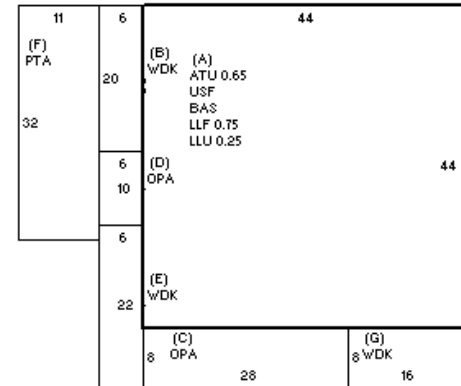 11 6 44
(F)
PTA
(B)
WDK
(A)
ATU 0.65
USF
BAS
LLF 0.75
LLU 0.25
20
32
6
(D)
OPA
44
10
6
(E)
WDK
22
(C)
8 OPA
(G)
8 WDK
28 16